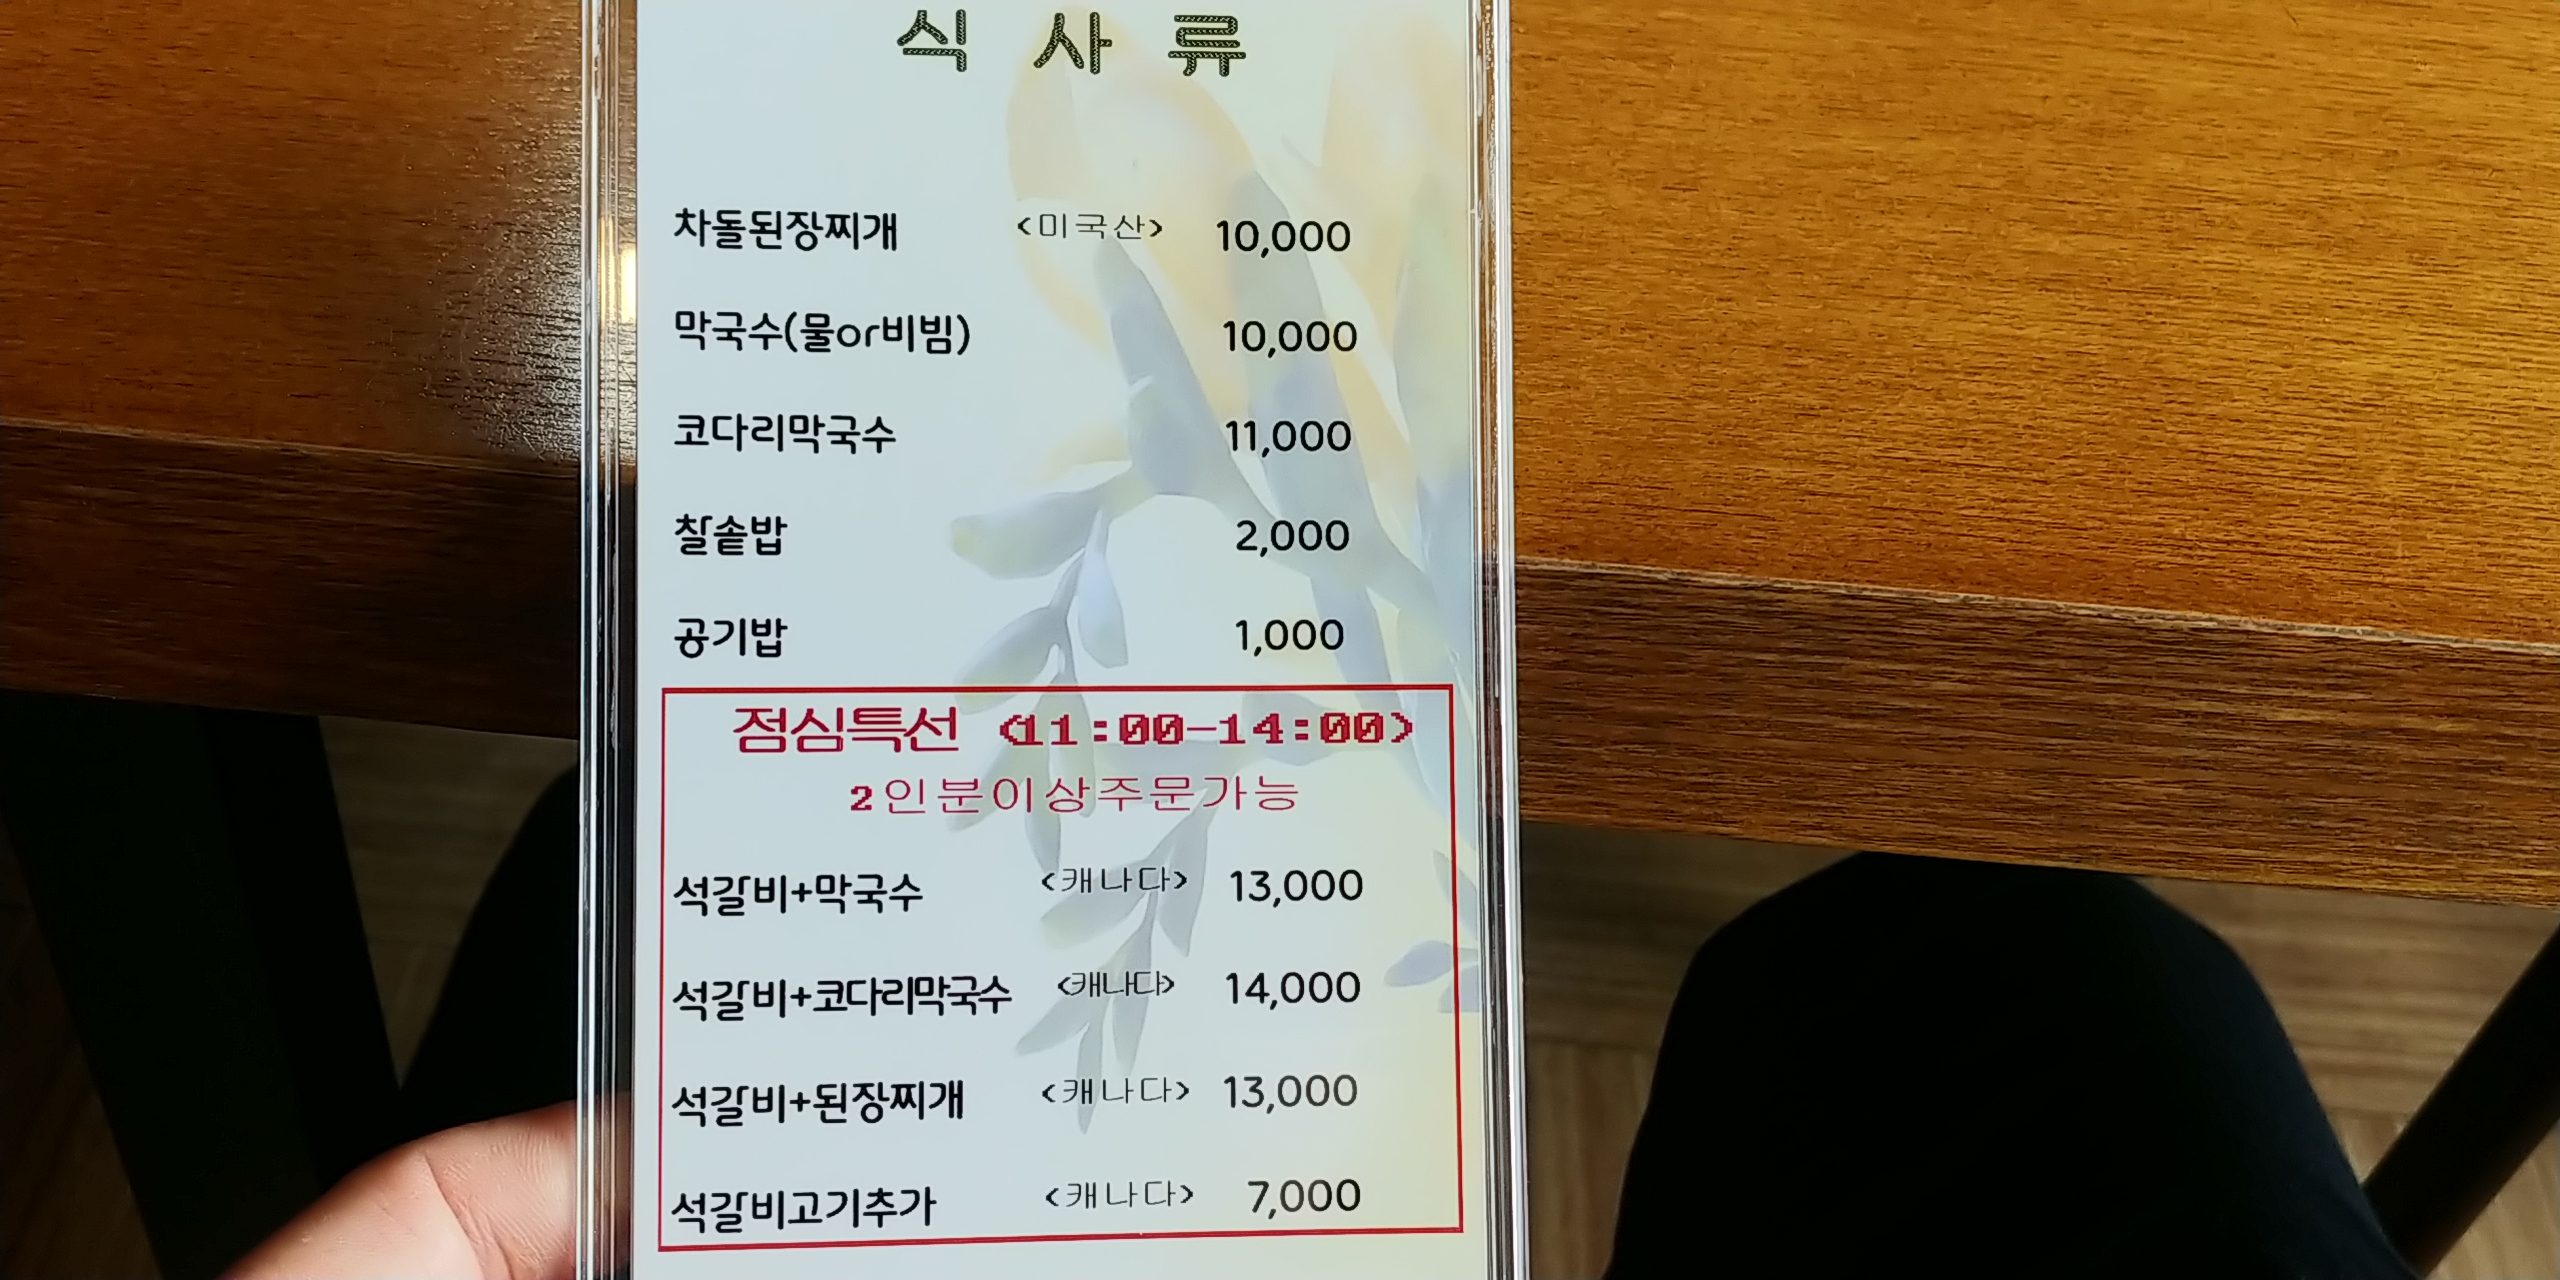 식 사 류
차돌된장찌개 <미국산> 10,000
막국수(물or비빔) 10,000
코다리막국수 11,000
찰솥밥 2,000
공기밥 1,000
점심특선 <11:00-14:00>
2인분이상주문가능
석갈비+막국수 <캐나다> 13,000
석갈비+코다리막국수 <캐나다> 14,000
석갈비+된장찌개 <캐나다> 13,000
석갈비고기추가 <캐나다> 7,000